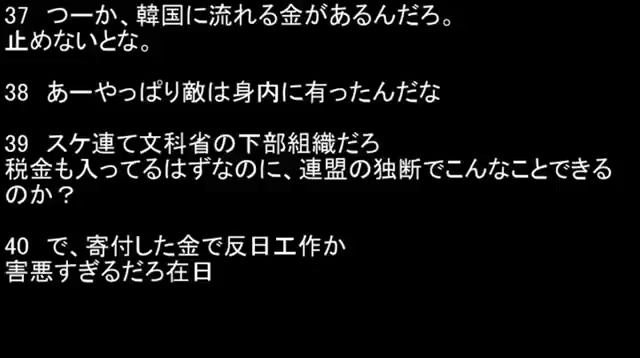 37　つーか、韓国に流れる金があるんだろ。
止めないとな。
38　あーやっぱり敵は身内に有ったんだな
39　スケ連て文科省の下部組織だろ
税金も入ってるはずなのに、連盟の独断でこんなことできる
のか？
40　で、寄付した金で反日工作か
害悪すぎるだろ在日